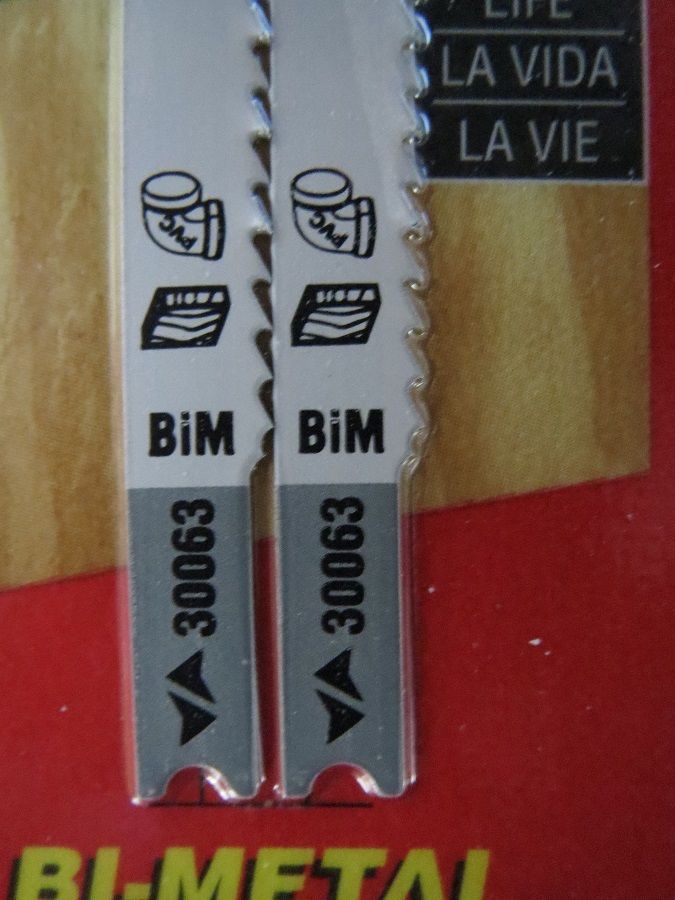 LIFE
LA VIDA
LA VIE
PVC
PVC
BiM
BiM
30063
30063
BI-METAL